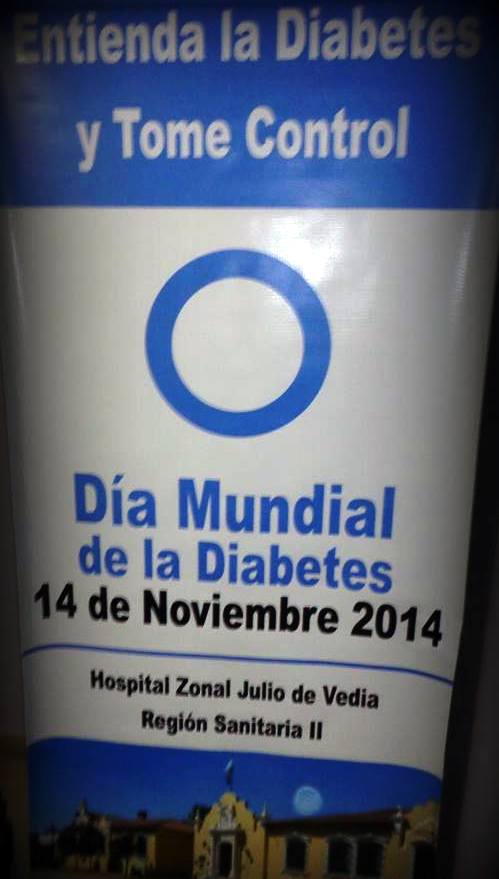 Entienda la Diabetes
y Tome Control
Día Mundial
de la Diabetes
14 de Noviembre 2014
Hospital Zonal Julio de Vedia
Región Sanitaria II